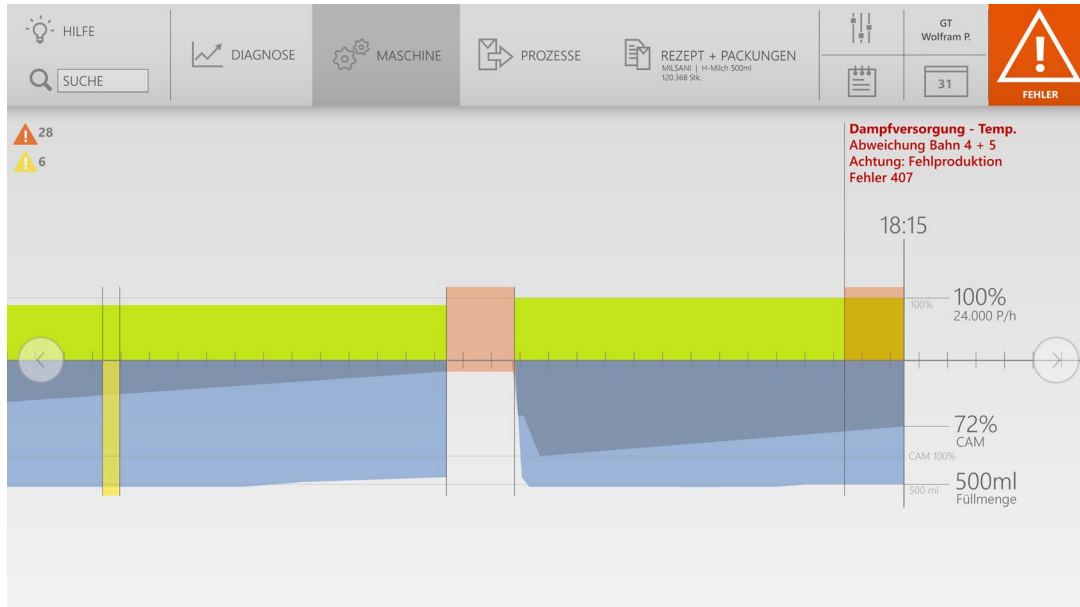 HILFE
SUCHE
DIAGNOSE
MASCHINE
PROZESSE
REZEPT + PACKUNGEN
MILSANI | H-Milch 500ml
120.368 Stk.
GT
Wolfram P.
31
FEHLER
28
6
Dampfversorgung - Temp.
Abweichung Bahn 4 + 5
Achtung: Fehlproduktion
Fehler 407
18:15
100%
100%
24.000 P/h
72%
CAM
CAM 100%
500ml
500 ml
Füllmenge